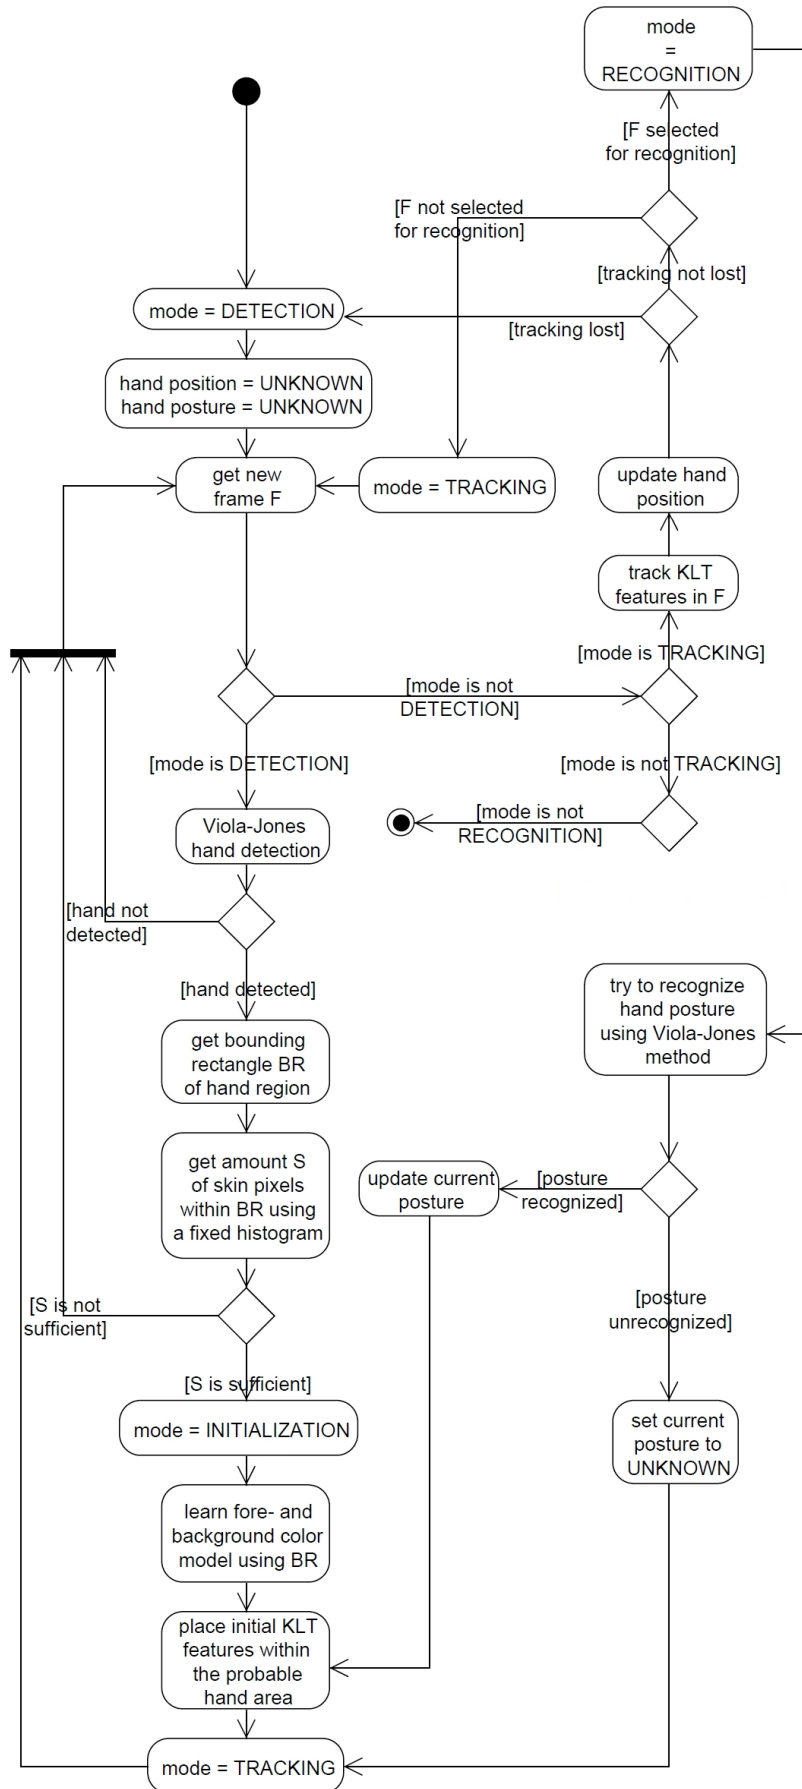 mode
=
RECOGNITION
[F selected
for recognition]
[F not selected
for recognition]
[tracking not lost]
mode = DETECTION
[tracking lost]
hand position = UNKNOWN
hand posture = UNKNOWN
get new
frame F
mode = TRACKING
update hand
position
track KLT
features in F
[mode is TRACKING]
[mode is not
DETECTION]
[mode is DETECTION]
[mode is not TRACKING]
Viola-Jones
hand detection
[mode is not
RECOGNITION]
[hand not
detected]
[hand detected]
get bounding
rectangle BR
of hand region
try to recognize
hand posture
using Viola-Jones
method
get amount S
of skin pixels
within BR using
a fixed histogram
update current
posture
[posture
recognized]
[S is not
sufficient]
[posture
unrecognized]
[S is sufficient]
mode = INITIALIZATION
set current
posture to
UNKNOWN
learn fore- and
background color
model using BR
place initial KLT
features within
the probable
hand area
mode = TRACKING